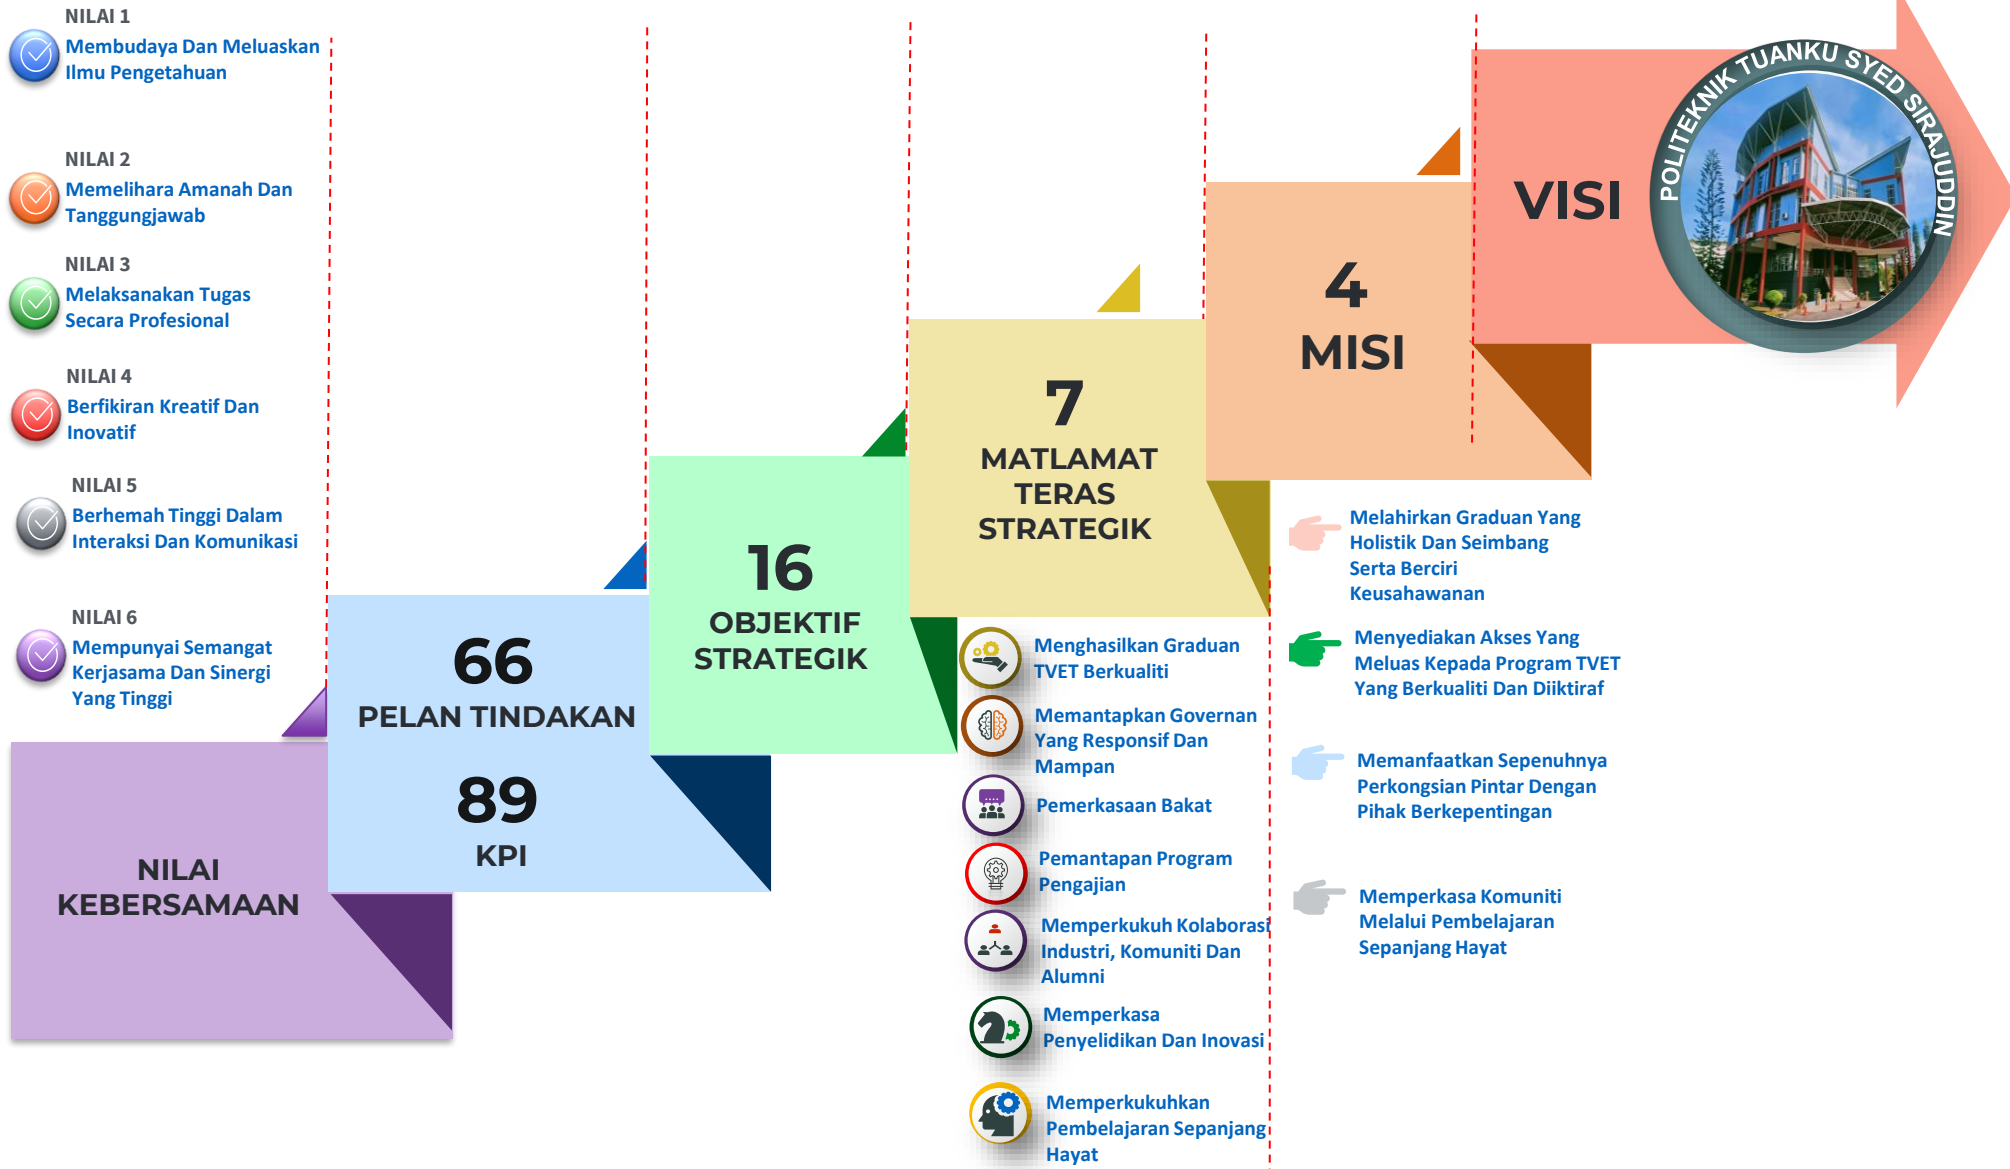 NILAI 1
Membudaya Dan Meluaskan
Ilmu Pengetahuan
NILAI 2
Memelihara Amanah Dan
Tanggungjawab
NILAI 3
Melaksanakan Tugas
Secara Profesional
NILAI 4
Berfikiran Kreatif Dan
Inovatif
NILAI 5
Berhemah Tinggi Dalam
Interaksi Dan Komunikasi
NILAI 6
Mempunyai Semangat
Kerjasama Dan Sinergi
Yang Tinggi
NILAI
KEBERSAMAAN
66
PELAN TINDAKAN
89
KPI
16
OBJEKTIF
STRATEGIK
7
MATLAMAT
TERAS
STRATEGIK
Menghasilkan Graduan
TVET Berkualiti
Memantapkan Governan
Yang Responsif Dan
Mampan
Pemerkasaan Bakat
Pemantapan Program
Pengajian
Memperkukuh Kolaborasi
Industri, Komuniti Dan
Alumni
Memperkasa
Penyelidikan Dan Inovasi
Memperkukuhkan
Pembelajaran Sepanjang
Hayat
4
MISI
Melahirkan Graduan Yang
Holistik Dan Seimbang
Serta Berciri
Keusahawanan
Menyediakan Akses Yang
Meluas Kepada Program TVET
Yang Berkualiti Dan Diiktiraf
Memanfaatkan Sepenuhnya
Perkongsian Pintar Dengan
Pihak Berkepentingan
Memperkasa Komuniti
Melalui Pembelajaran
Sepanjang Hayat
VISI
POLITEKNIK TUANKU SYED SIRAJUDDIN